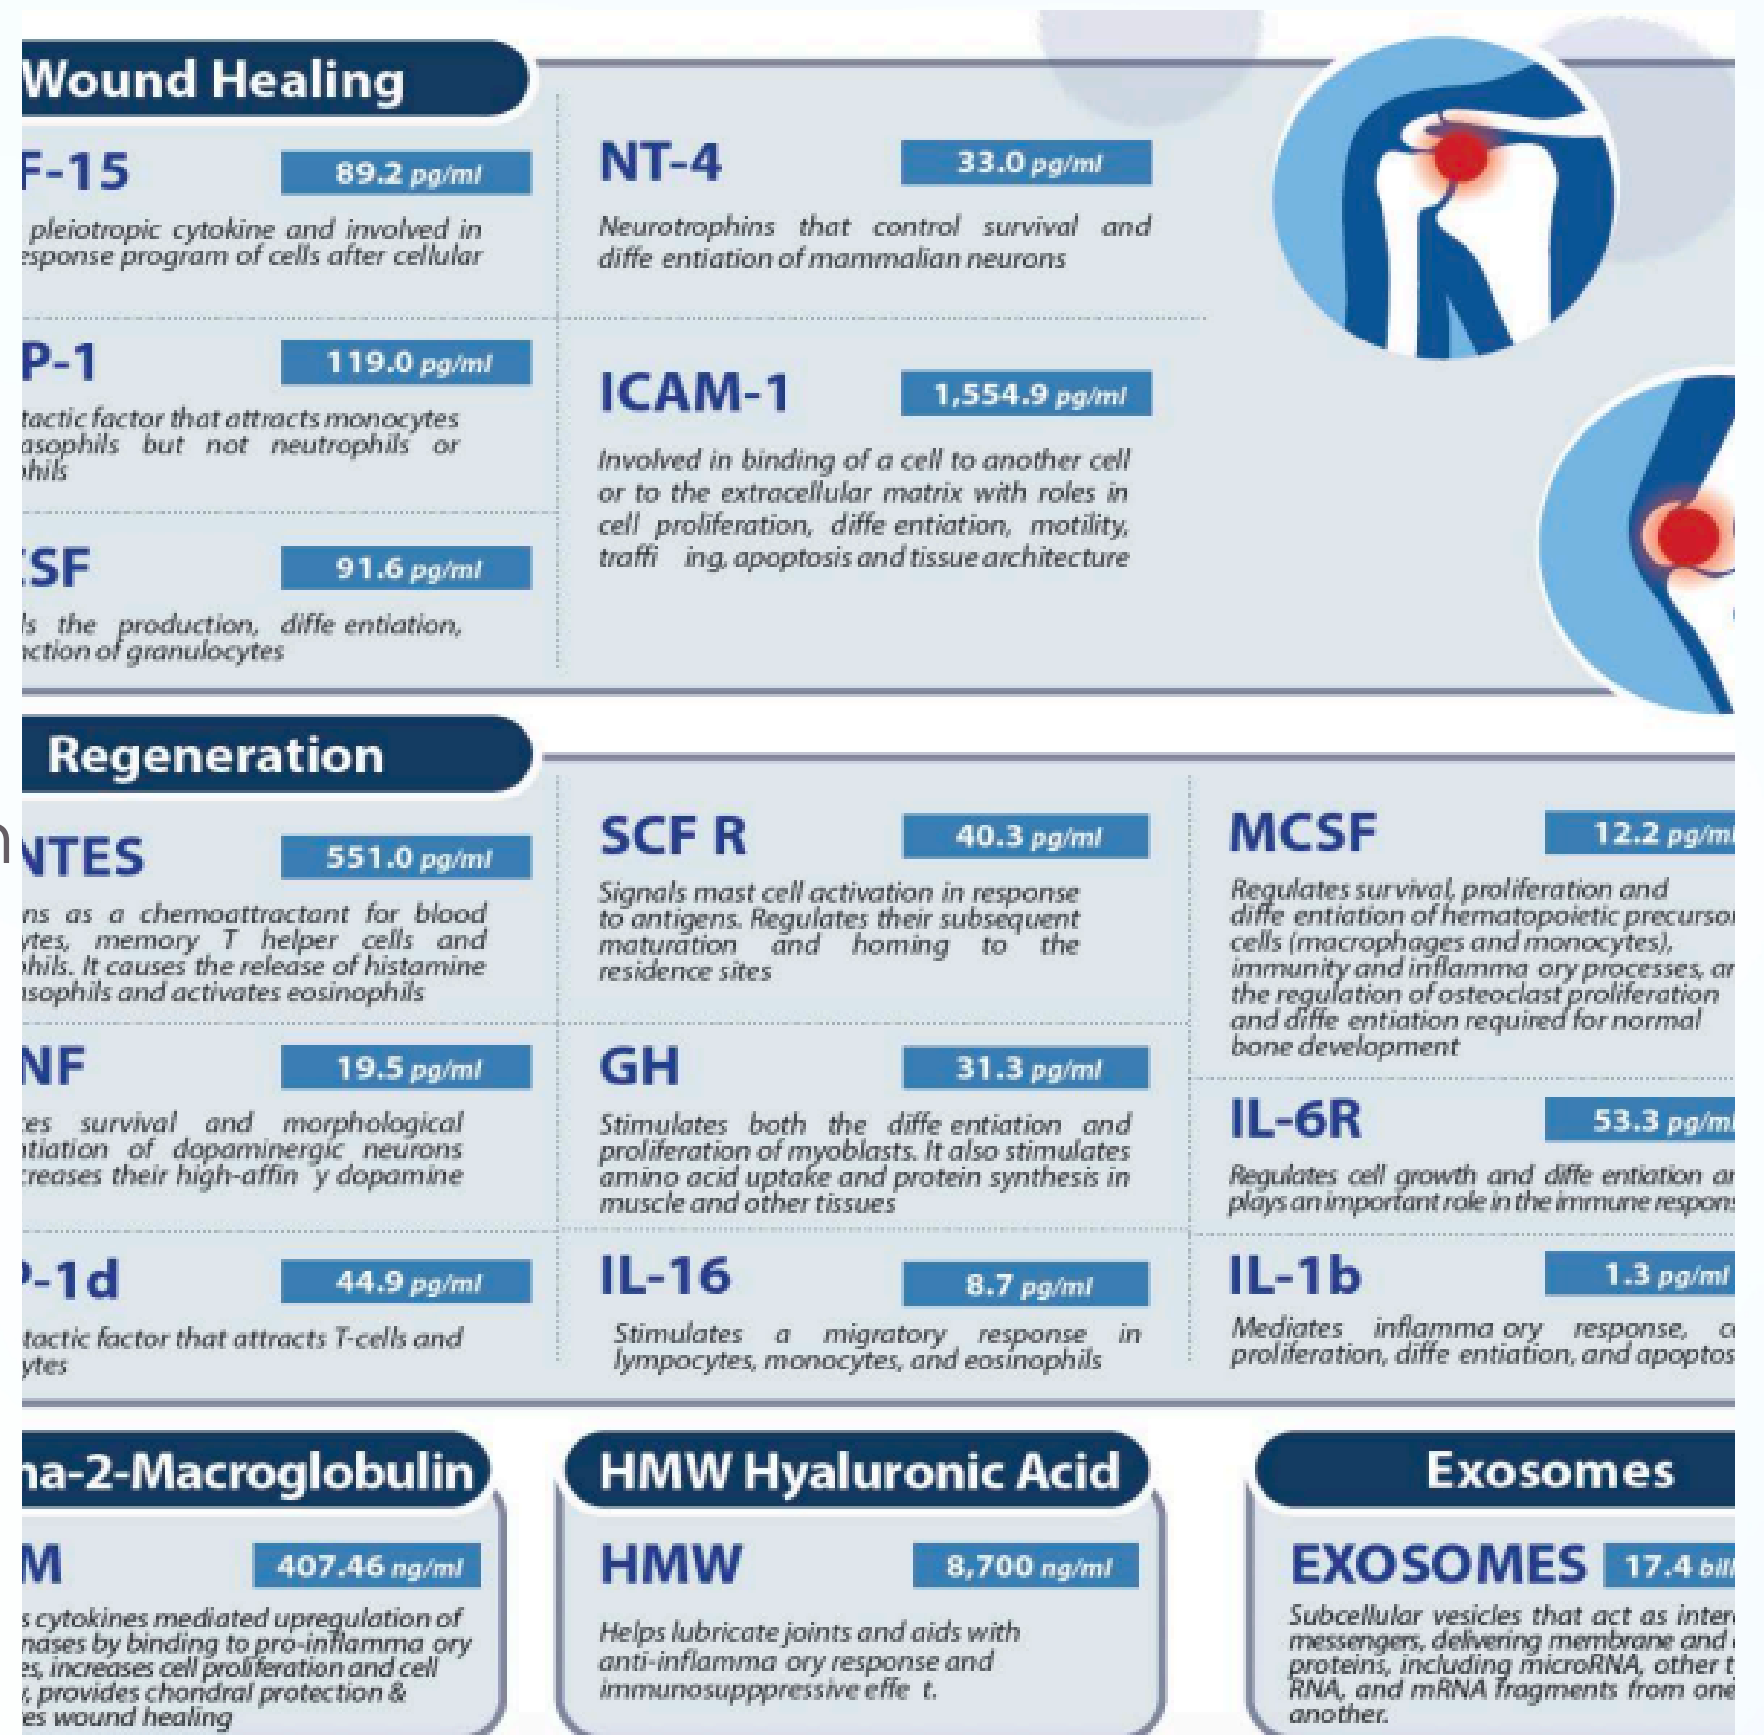 Wound Healing
F-15
89.2 pg/ml
pleiotropic cytokine and involved in
esponse program of cells after cellular
P-1
119.0 pg/ml
tactic factor that attracts monocytes
asophils but not neutrophils or
hils
CSF
91.6 pg/ml
ls the production, diffe entiation,
nction of granulocytes
NT-4
33.0 pg/ml
Neurotrophins that control survival and
diffe entiation of mammalian neurons
ICAM-1
1,554.9 pg/ml
Involved in binding of a cell to another cell
or to the extracellular matrix with roles in
cell proliferation, diffe entiation, motility,
traffi ing, apoptosis and tissue architecture
Regeneration
n
NTES
551.0 pg/ml
ns as a chemoattractant for blood
ytes, memory T helper cells and
hils. It causes the release of histamine
asophils and activates eosinophils
NF
19.5 pg/ml
es survival and morphological
ntiation of dopaminergic neurons
creases their high-affin y dopamine
P-1d
44.9 pg/ml
tactic factor that attracts T-cells and
ytes
SCF R
40.3 pg/ml
Signals mast cell activation in response
to antigens. Regulates their subsequent
maturation and homing to the
residence sites
GH
31.3 pg/ml
Stimulates both the diffe entiation and
proliferation of myoblasts. It also stimulates
amino acid uptake and protein synthesis in
muscle and other tissues
IL-16
8.7 pg/ml
Stimulates a migratory response in
lympocytes, monocytes, and eosinophils
MCSF
12.2 pg/ml
Regulates survival, proliferation and
diffe entiation of hematopoietic precursor
cells (macrophages and monocytes),
immunity and inflamma ory processes, an
the regulation of osteoclast proliferation
and diffe entiation required for normal
bone development
IL-6R
53.3 pg/ml
Regulates cell growth and diffe entiation an
plays an important role in the immune respons
IL-1b
1.3 pg/ml
Mediates inflamma ory response, ce
proliferation, diffe entiation, and apoptos
ha-2-Macroglobulin
M
407.46 ng/ml
s cytokines mediated upregulation of
nases by binding to pro-inflamma ory
es, increases cell proliferation and cell
y, provides chondral protection &
es wound healing
HMW Hyaluronic Acid
HMW
8,700 ng/ml
Helps lubricate joints and aids with
anti-inflamma ory response and
immunosupppressive effe t.
Exosomes
EXOSOMES
17.4 bill
Subcellular vesicles that act as inter
messengers, delivering membrane and
proteins, including microRNA, other t
RNA, and mRNA fragments from one
another.